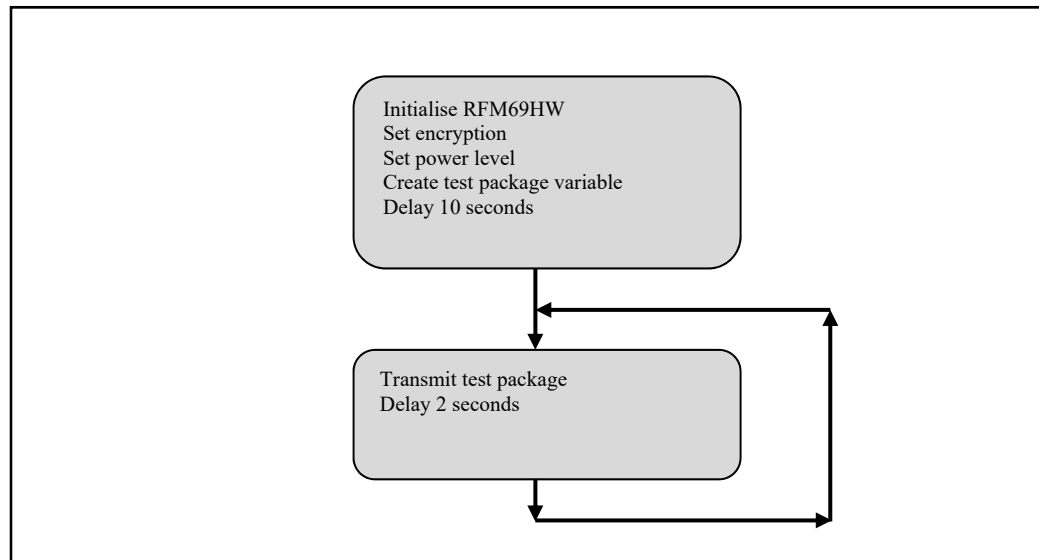 Initialise RFM69HW
Set encryption
Set power level
Create test package variable
Delay 10 seconds
Transmit test package
Delay 2 seconds